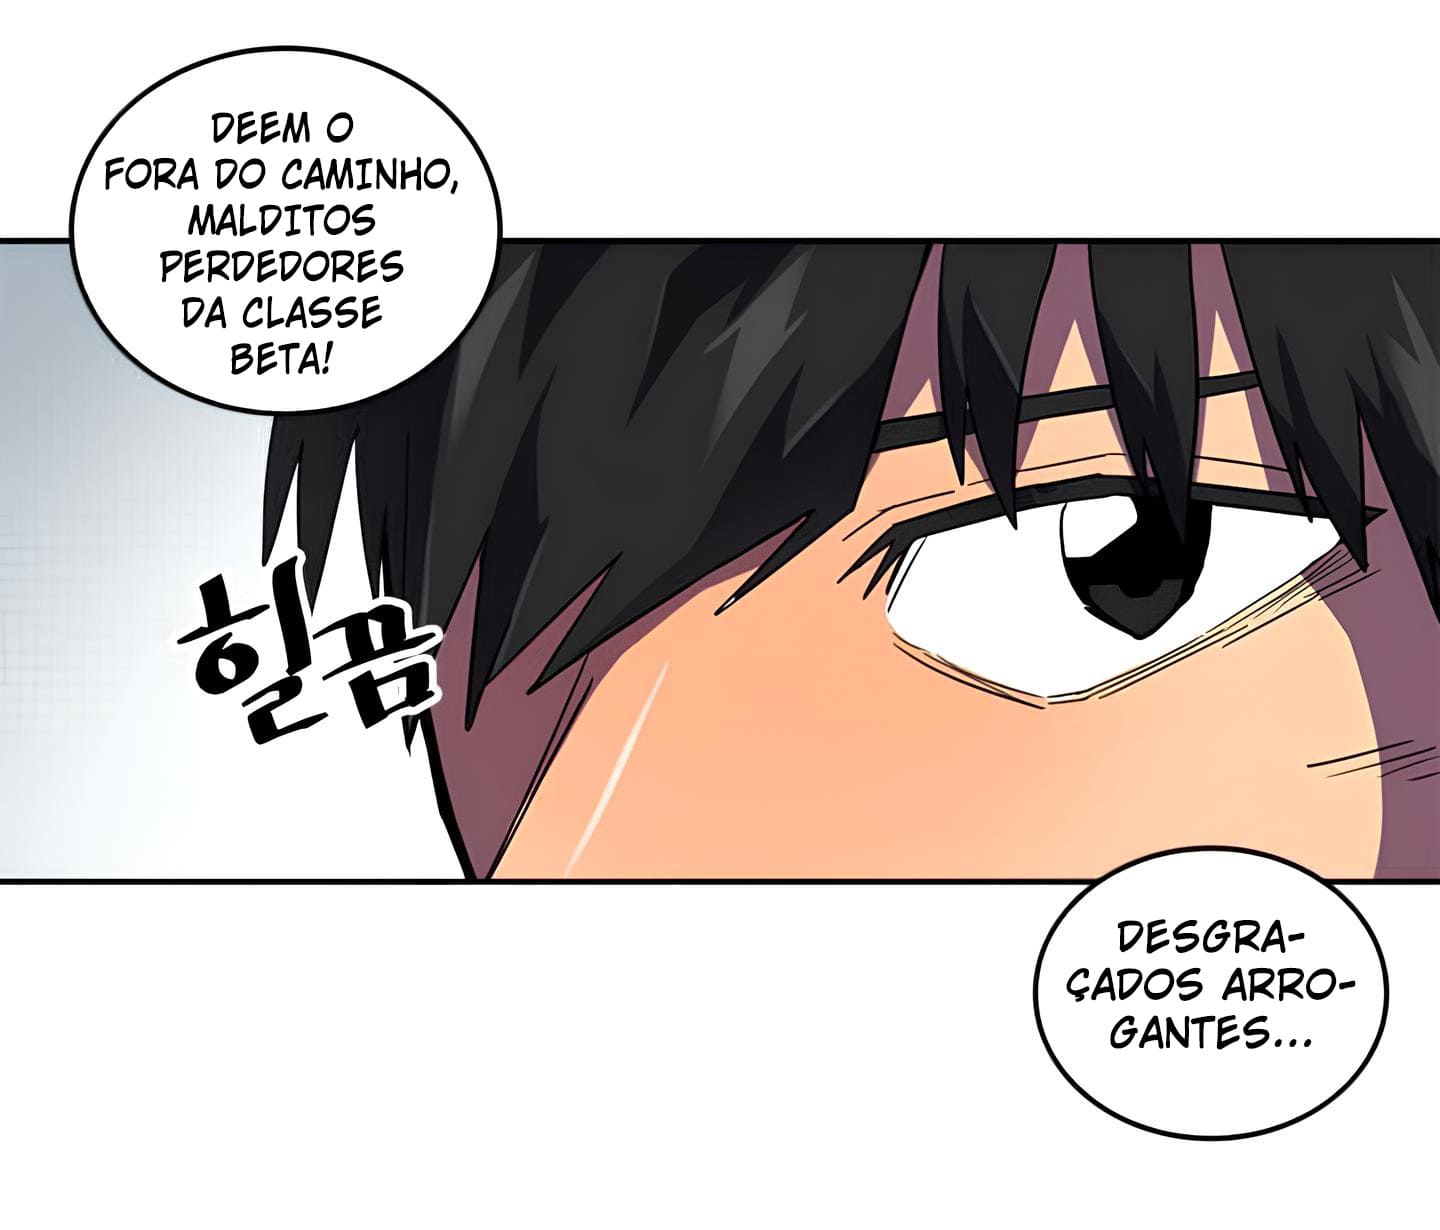 DEEM O
FORA DO CAMINHO,
MALDITOS
PERDEDORES
DA CLASSE
BETA!
힐끔
DESGRA-
ÇADOS ARRO-
GANTES...